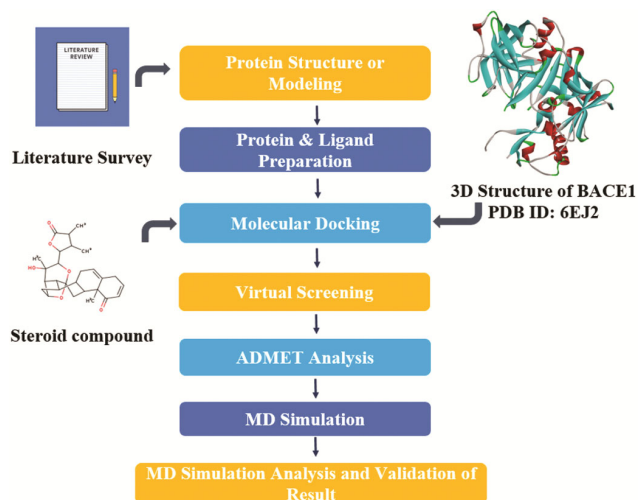 LITERATURE
REVIEW
Literature Survey
Protein Structure or
Modeling
Protein & Ligand
Preparation
3D Structure of BACE1
PDB ID: 6EJ2
Molecular Docking
Steroid compound
Virtual Screening
ADMET Analysis
MD Simulation
MD Simulation Analysis and Validation of
Result